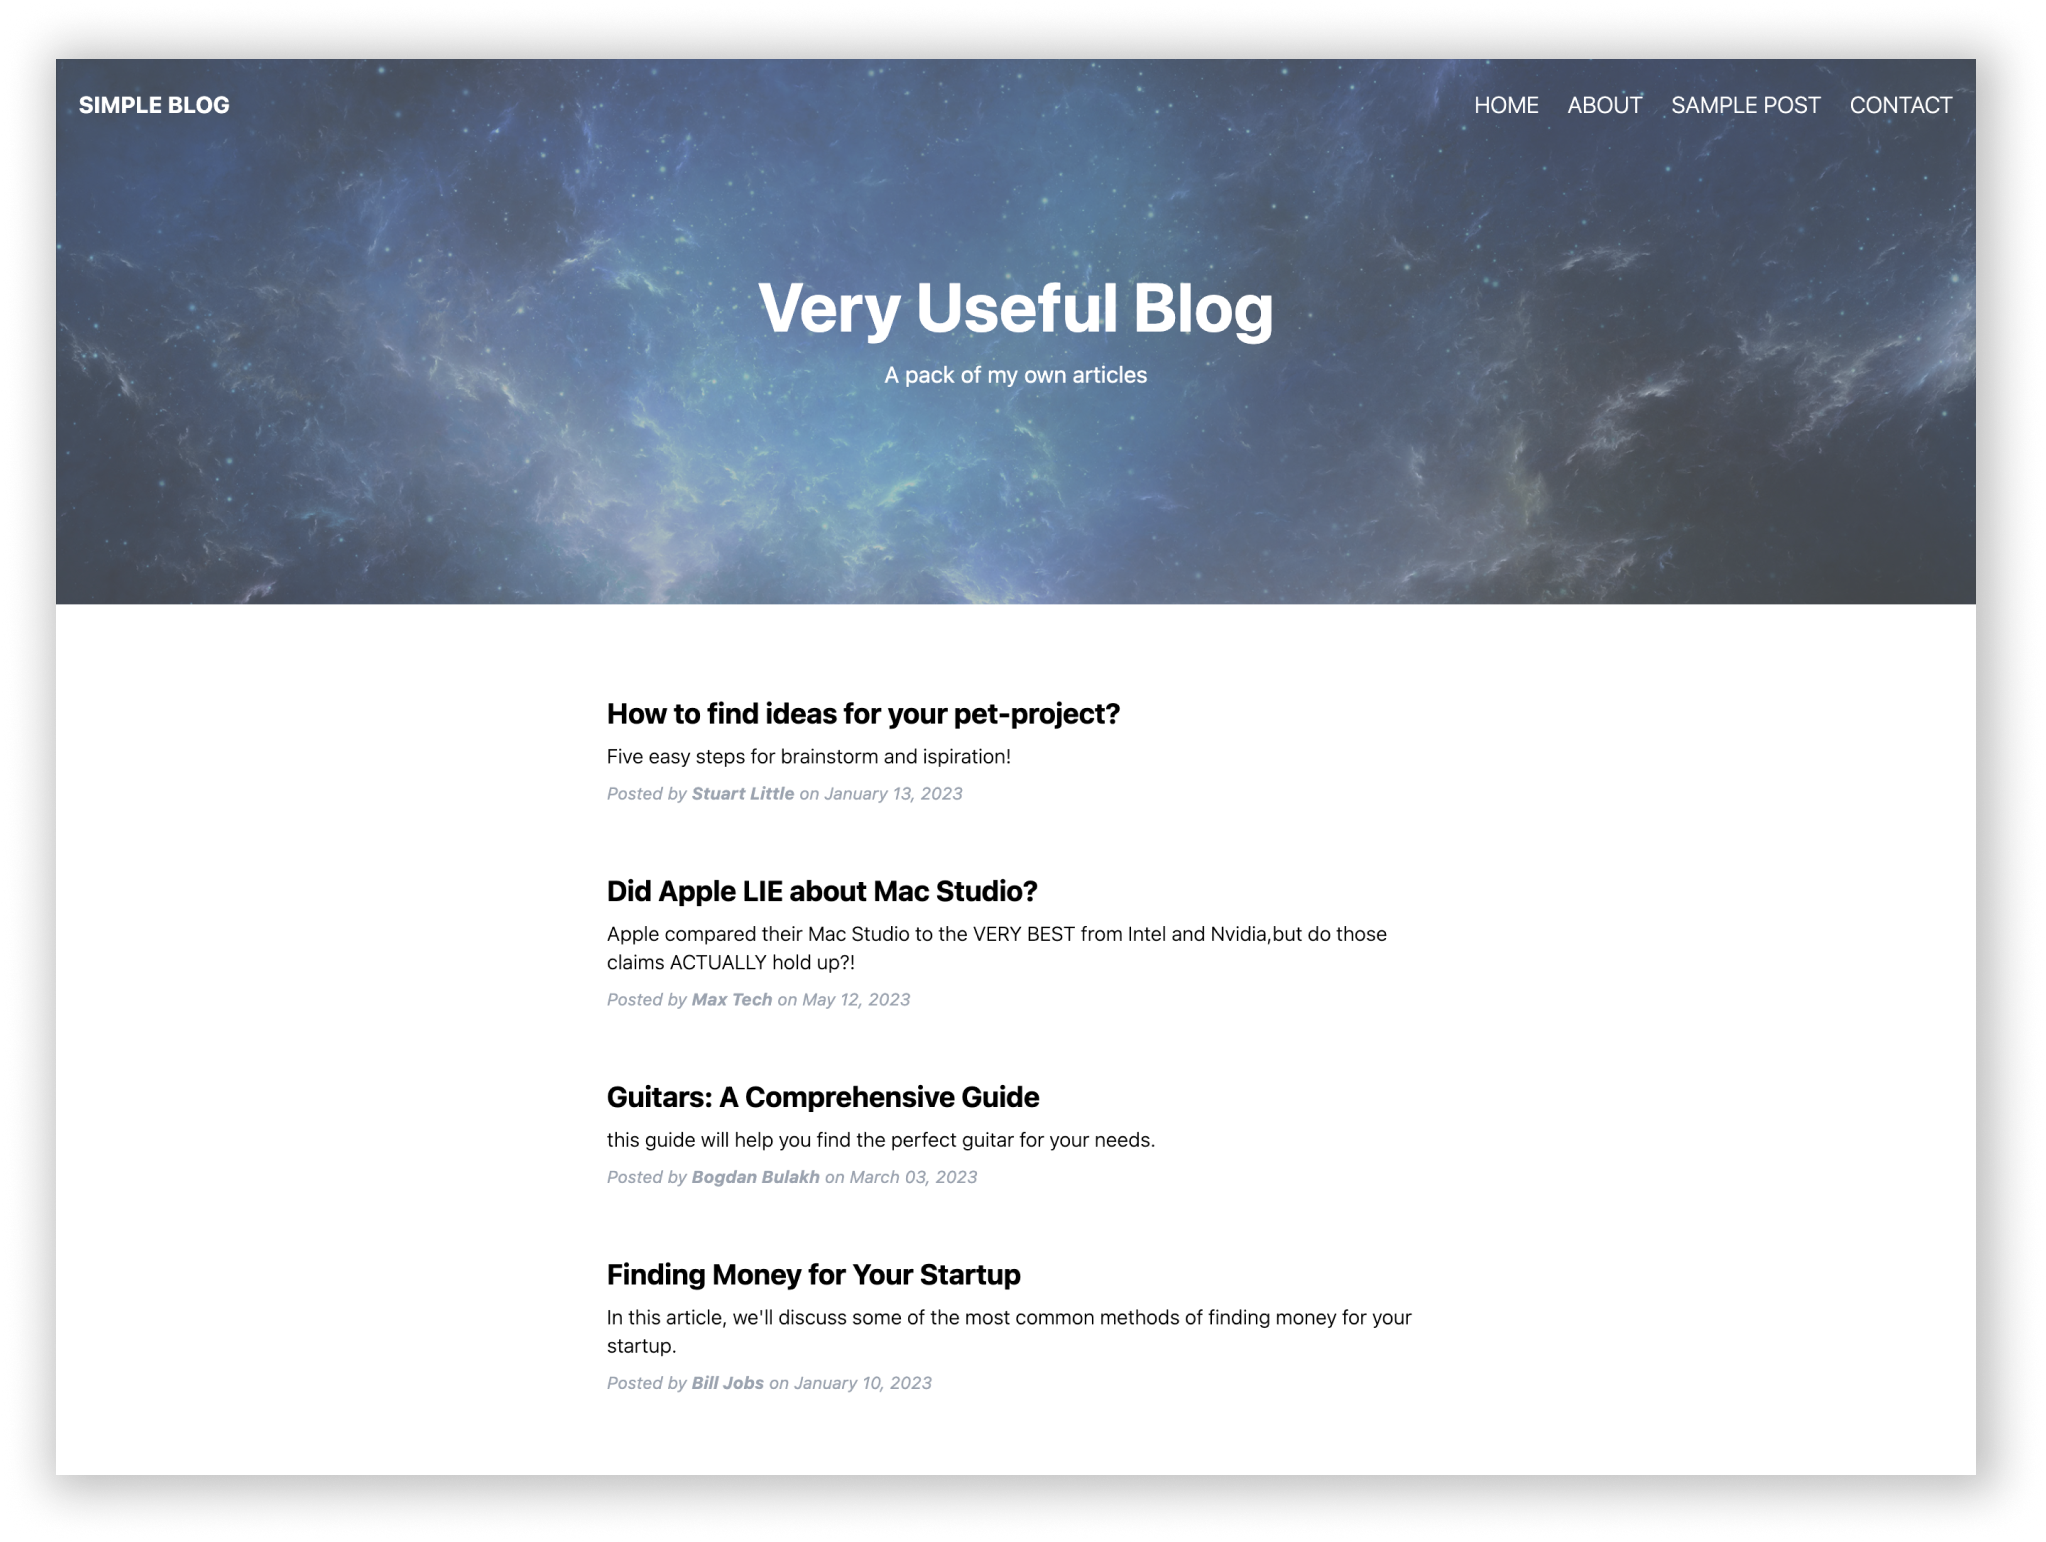 SIMPLE BLOG
HOME ABOUT SAMPLE POST CONTACT
Very Useful Blog
A pack of my own articles
How to find ideas for your pet-project?
Five easy steps for brainstorm and ispiration!
Posted by Stuart Little on January 13, 2023
Did Apple LIE about Mac Studio?
Apple compared their Mac Studio to the VERY BEST from Intel and Nvidia,but do those
claims ACTUALLY hold up?!
Posted by Max Tech on May 12, 2023
Guitars: A Comprehensive Guide
this guide will help you find the perfect guitar for your needs.
Posted by Bogdan Bulakh on March 03, 2023
Finding Money for Your Startup
In this article, we'll discuss some of the most common methods of finding money for your
startup.
Posted by Bill Jobs on January 10, 2023